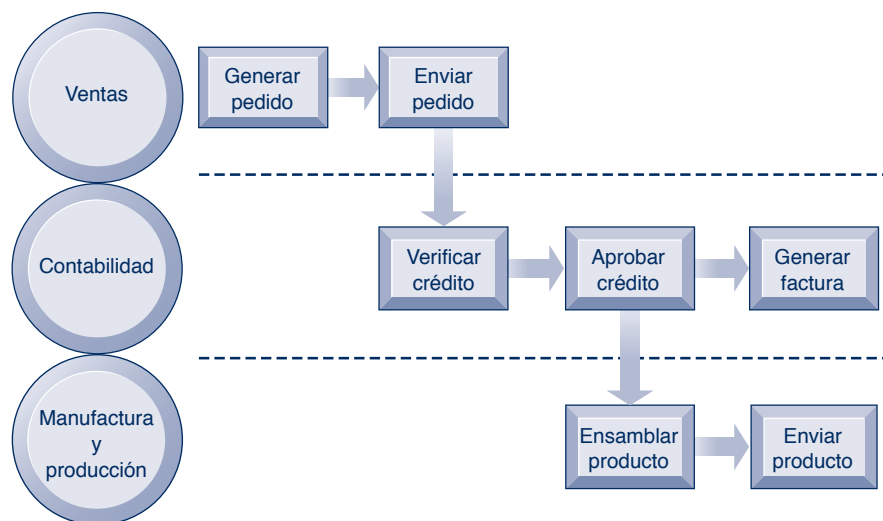 Ventas
Generar
pedido
Enviar
pedido
Contabilidad
Verificar
crédito
Aprobar
crédito
Generar
factura
Manufactura
y
producción
Ensamblar
producto
Enviar
producto